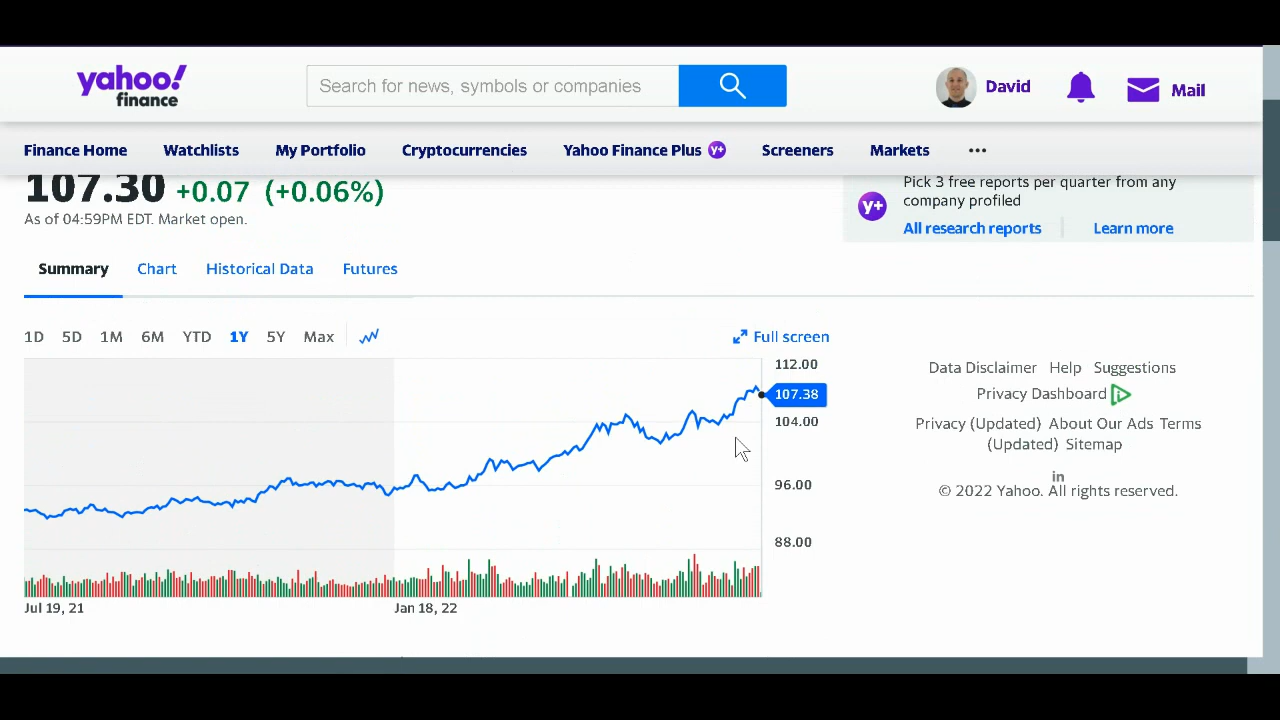 yahoo!
finance
Search for news, symbols or companies
David
Mail
Finance Home Watchlists My Portfolio Cryptocurrencies Yahoo Finance Plus y+ Screeners Markets ...
107.30 +0.07 (+0.06%)
As of 04:59PM EDT. Market open.
Pick 3 free reports per quarter from any
company profiled
y+
All research reports Learn more
Summary Chart Historical Data Futures
1D 5D 1M 6M YTD 1Y 5Y Max
Full screen
112.00
107.38
104.00
96.00
88.00
Jul 19, 21 Jan 18, 22
Data Disclaimer Help Suggestions
Privacy Dashboard
Privacy (Updated) About Our Ads Terms
(Updated) Sitemap
in
© 2022 Yahoo. All rights reserved.